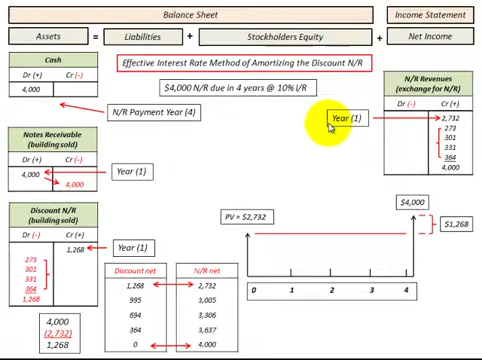 Balance Sheet
Income Statement
Assets = Liabilities + Stockholders Equity + Net Income
Cash
Dr (+) Cr (-)
4,000
Effective Interest Rate Method of Amortizing the Discount N/R
$4,000 N/R due in 4 years @ 10% I/R
N/R Payment Year (4)
N/R Revenues
(exchange for N/R)
Dr (-) Cr (+)
2,732
273
301
331
364
4,000
Year (1)
Notes Receivable
(building sold)
Dr (+) Cr (-)
4,000
4,000
Year (1)
Discount N/R
(building sold)
Dr (-) Cr (+)
1,268
273
301
331
364
1,268
Year (1)
4,000
(2,732)
1,268
Discount net N/R net
1,268 2,732
995 3,005
694 3,306
364 3,637
0 4,000
PV = $2,732
$4,000
$1,268
0 1 2 3 4